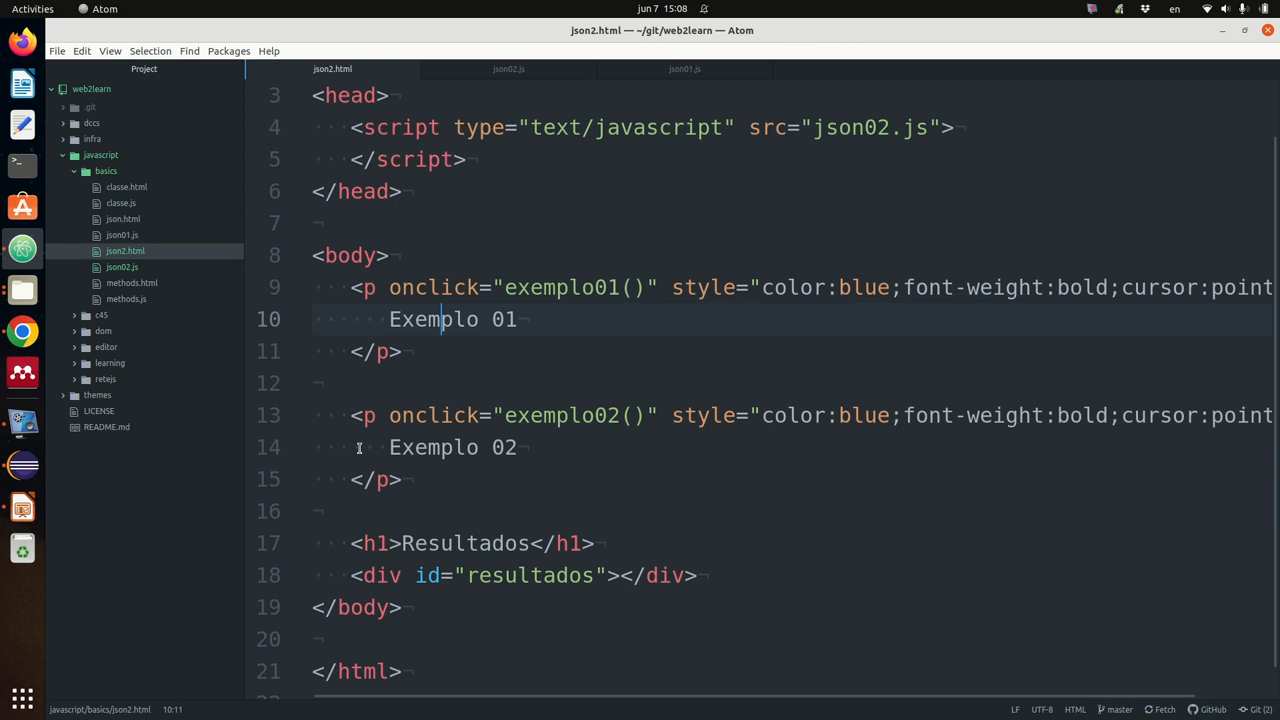 Activities
Atom
jun 7 15:08
en
json2.html — ~/git/web2learn — Atom
File Edit View Selection Find Packages Help
Project
json2.html
json02.js
json01.js
web2learn
.git
dccs
infra
javascript
basics
classe.html
classe.js
json.html
json01.js
json2.html
json02.js
methods.html
methods.js
c45
dom
editor
learning
retejs
themes
LICENSE
README.md
3 <head>
4 <script type="text/javascript" src="json02.js">
5 </script>
6 </head>
7
8 <body>
9 <p onclick="exemplo01()" style="color:blue;font-weight:bold;cursor:point
10 Exemplo 01
11 </p>
12
13 <p onclick="exemplo02()" style="color:blue;font-weight:bold;cursor:point
14 Exemplo 02
15 </p>
16
17 <h1>Resultados</h1>
18 <div id="resultados"></div>
19 </body>
20
21 </html>
javascript/basics/json2.html 10:11
LF UTF-8 HTML master Fetch GitHub Git (2)